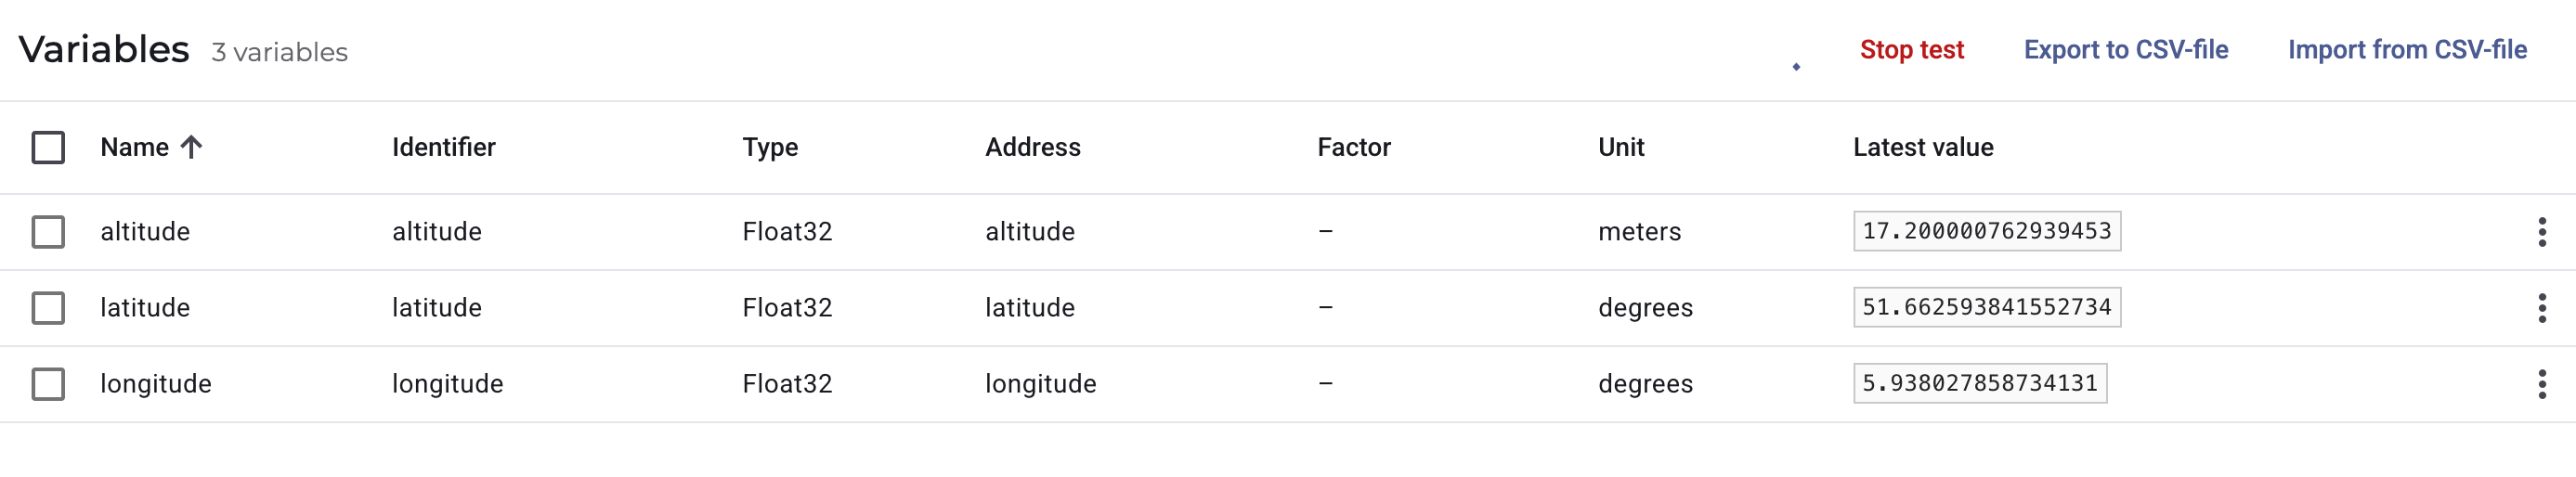 Variables 3 variables Stop test Export to CSV-file Import from CSV-file
Name Identifier Type Address Factor Unit Latest value
altitude altitude Float32 altitude – meters 17.200000762939453
latitude latitude Float32 latitude – degrees 51.662593841552734
longitude longitude Float32 longitude – degrees 5.938027858734131